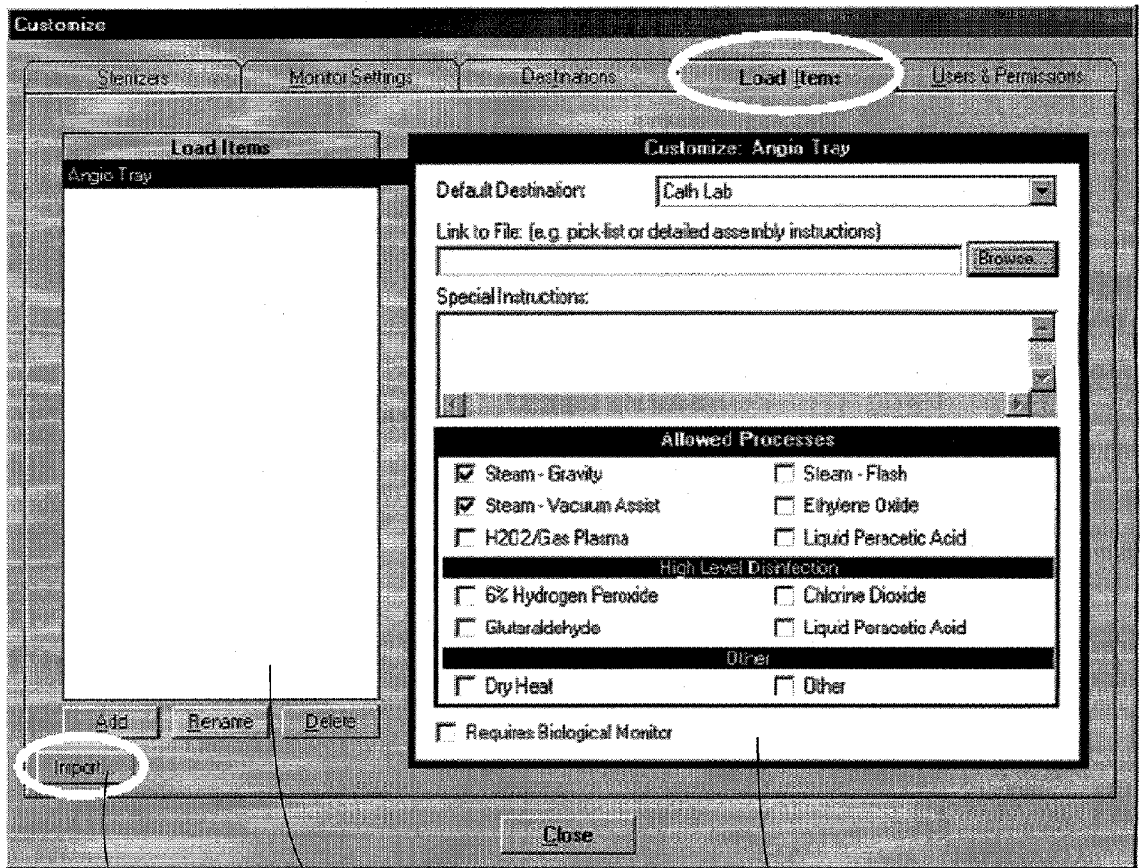 Customize
Sterilizers Monitor Settings Destinations Load Items Users & Permissions
Load Items
Angio Tray
Add Rename Delete
Import...
Customize: Angio Tray
Default Destination: Cath Lab
Link to File: (e.g. pick-list or detailed assembly instuctions)
Browse...
Special Instructions:
Allowed Processes
Steam - Gravity Steam - Flash
Steam - Vacuum Assist Ethylene Oxide
H2O2/Gas Plasma Liquid Peracetic Acid
High Level Disinfection
6% Hydrogen Peroxide Chlorine Dioxide
Glutaraldehyde Liquid Peracetic Acid
Other
Dry Heat Other
Requires Biological Monitor
Close